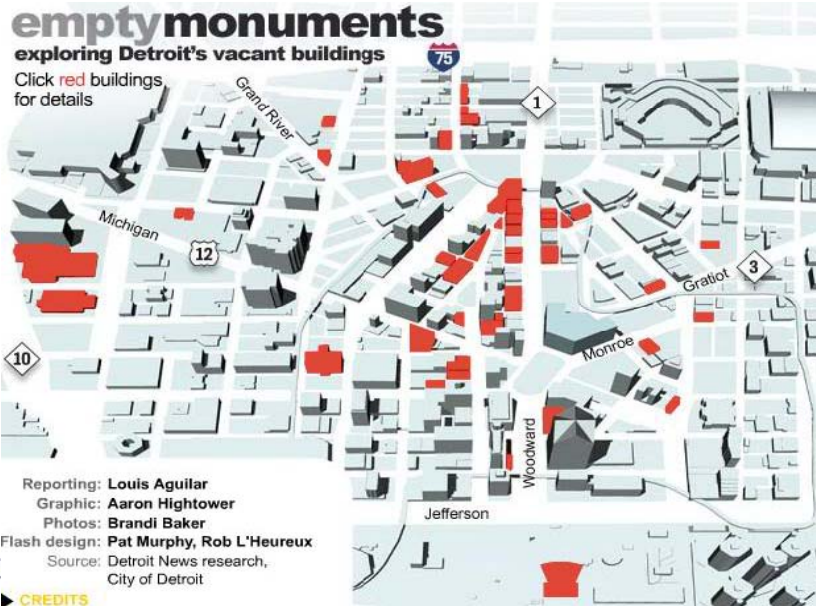 emptymonuments
exploring Detroit's vacant buildings
Click red buildings
for details
75
Grand River
1
Michigan
12
3
Gratiot
10
Monroe
Woodward
Jefferson
Reporting: Louis Aguilar
Graphic: Aaron Hightower
Photos: Brandi Baker
Flash design: Pat Murphy, Rob L'Heureux
Source: Detroit News research,
City of Detroit
CREDITS